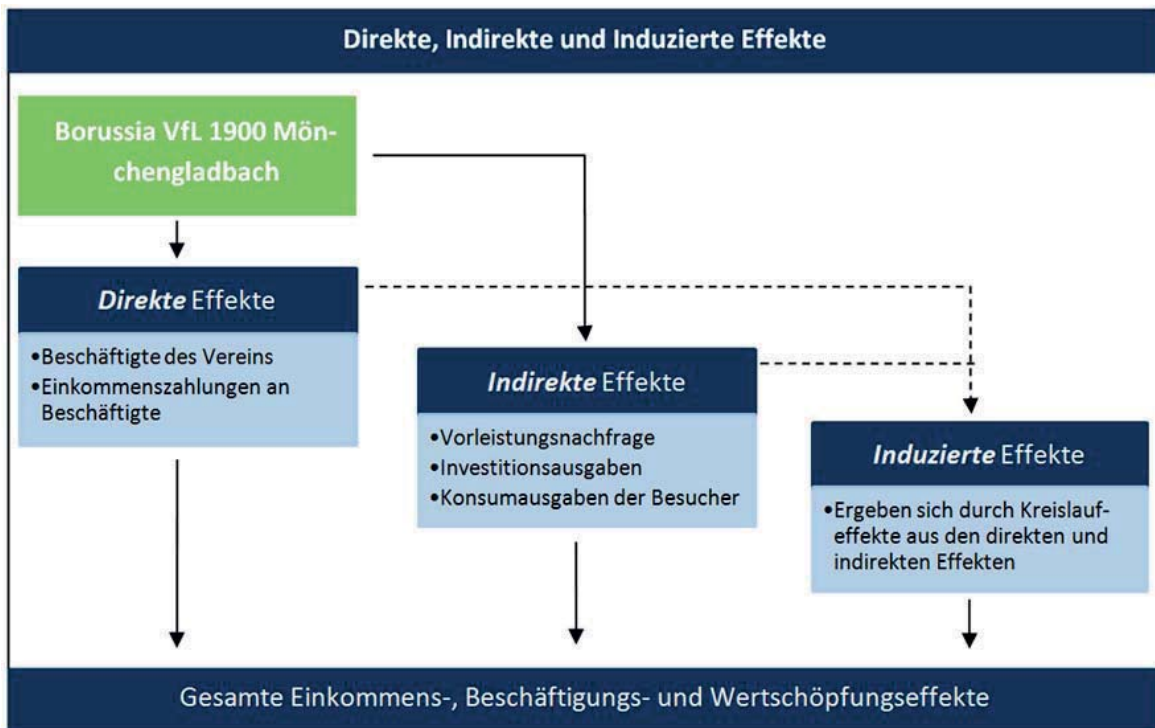 Direkte, Indirekte und Induzierte Effekte
Borussia VfL 1900 Mön-
chengladbach
Direkte Effekte
•Beschäftigte des Vereins
•Einkommenszahlungen an
Beschäftigte
Indirekte Effekte
•Vorleistungsnachfrage
•Investitionsausgaben
•Konsumausgaben der Besucher
Induzierte Effekte
•Ergeben sich durch Kreislauf-
effekte aus den direkten und
indirekten Effekten
Gesamte Einkommens-, Beschäftigungs- und Wertschöpfungseffekte